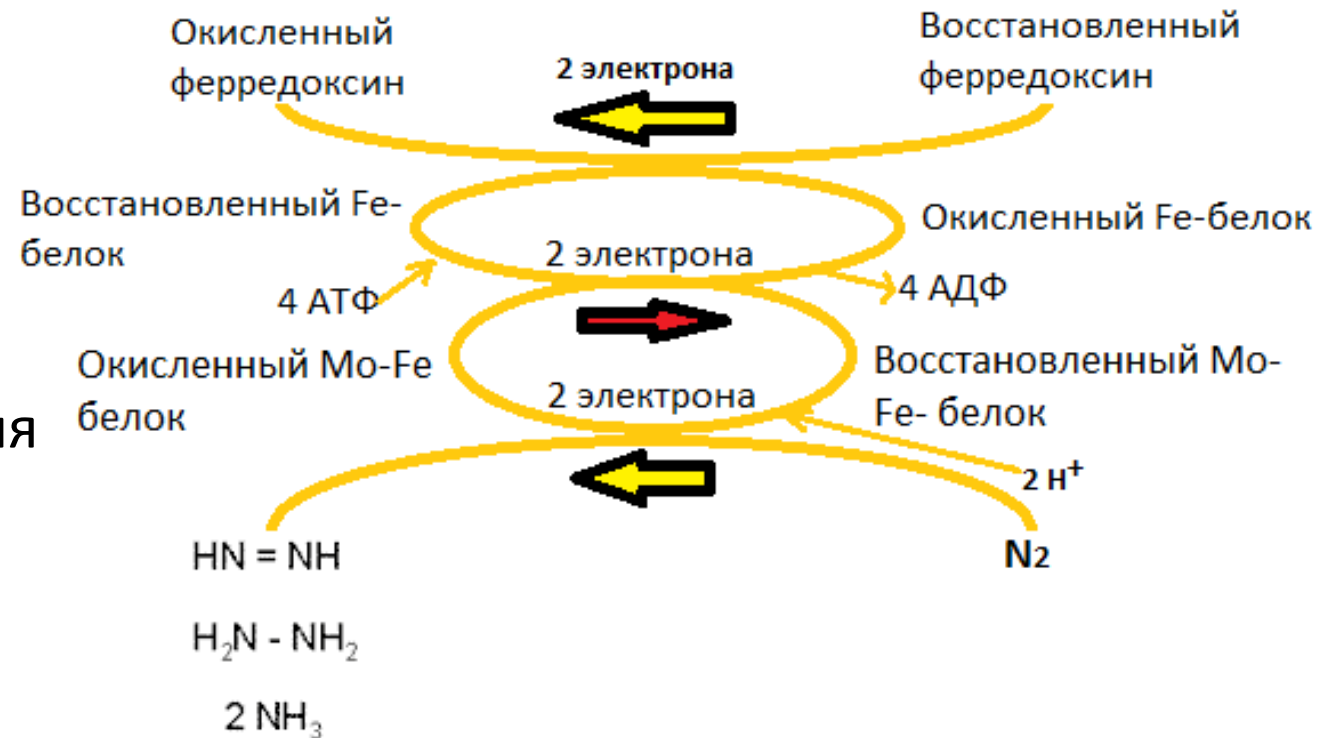 Окисленный
ферредоксин
2 электрона
Восстановленный
ферредоксин
Восстановленный Fe-
белок
2 электрона
Окисленный Fe-белок
4 АТФ
4 АДФ
Окисленный Mo-Fe
белок
2 электрона
Восстановленный Mo-
Fe- белок
ия
2 H⁺
HN = NH
N2
H₂N - NH₂
2 NH₃